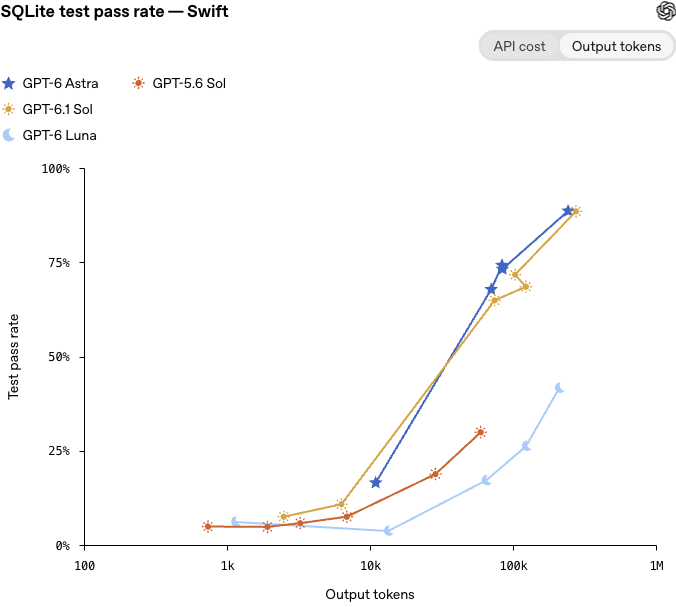 SQLite test pass rate — Swift
API cost
Output tokens
GPT-6 Astra
GPT-5.6 Sol
GPT-6.1 Sol
GPT-6 Luna
100%
75%
50%
25%
0%
Test pass rate
100
1k
10k
100k
1M
Output tokens